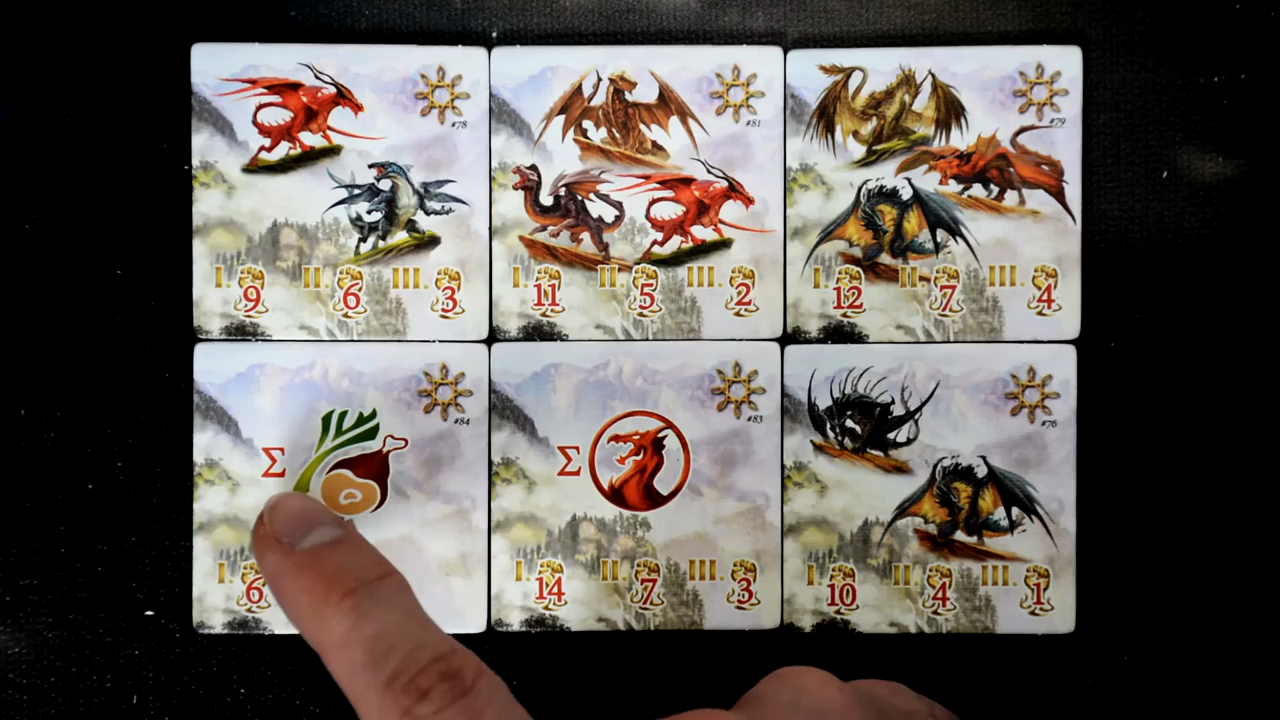 #78
I. 9 II. 6 III. 3
#81
I. 11 II. 5 III. 2
#79
I. 12 II. 7 III. 4
#84
Σ
I. 6
#83
Σ
I. 14 II. 7 III. 3
#76
I. 10 II. 4 III. 1